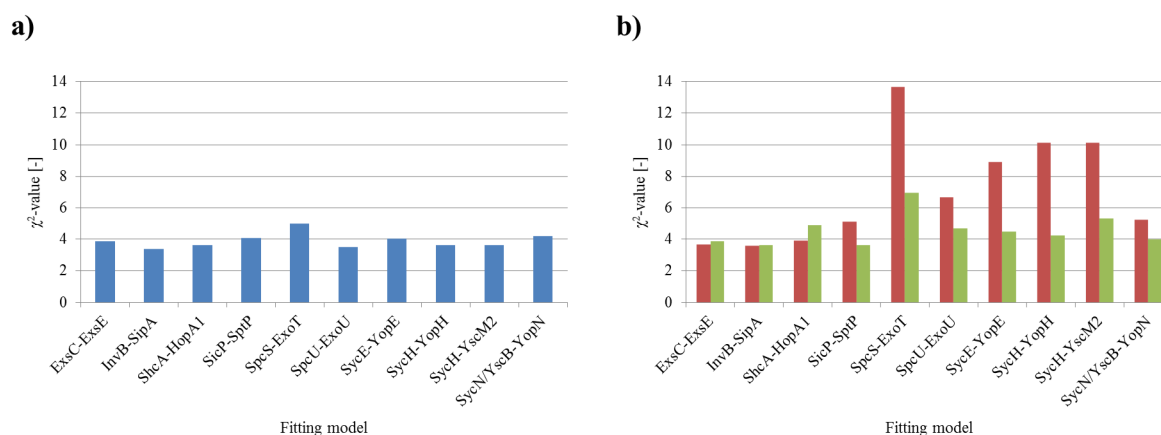 a)
χ²-value [-]
14
12
10
8
6
4
2
0
ExsC-ExsE
InvB-SipA
ShcA-HopA1
SicP-SptP
SpcS-ExoT
SpcU-ExoU
SycE-YopE
SycH-YopH
SycH-YscM2
SycN/YscB-YopN
Fitting model
b)
χ²-value [-]
14
12
10
8
6
4
2
0
ExsC-ExsE
InvB-SipA
ShcA-HopA1
SicP-SptP
SpcS-ExoT
SpcU-ExoU
SycE-YopE
SycH-YopH
SycH-YscM2
SycN/YscB-YopN
Fitting model